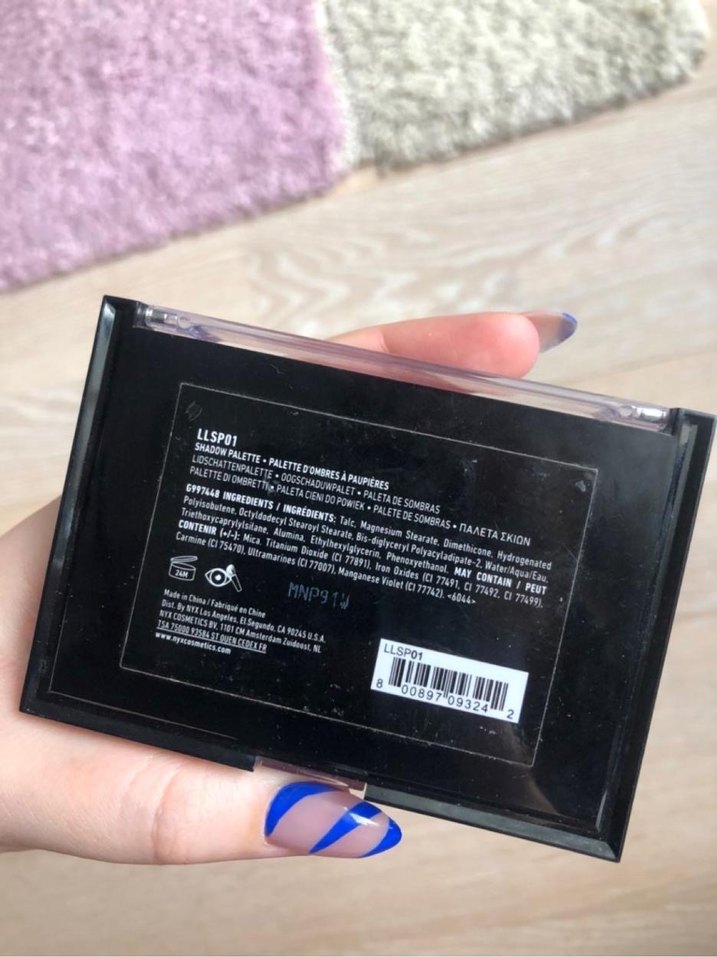 LLSP01
SHADOW PALETTE • PALETTE D'OMBRES À PAUPIÈRES
LIDSCHATTENPALETTE • OOGSCHADUWPALET • PALETA DE SOMBRAS
PALETTE DI OMBRETTI • PALETA CIENI DO POWIEK • PALETE DE SOMBRAS • ΠΑΛΕΤΑ ΣΚΙΩΝ
G997448 INGREDIENTS / INGRÉDIENTS: Talc, Magnesium Stearate, Dimethicone, Hydrogenated
Polyisobutene, Octyldodecyl Stearoyl Stearate, Bis-diglyceryl Polyacyladipate-2, Water/Aqua/Eau,
Triethoxycaprylylsilane, Alumina, Ethylhexylglycerin, Phenoxyethanol. MAY CONTAIN / PEUT
CONTENIR (+/-): Mica, Titanium Dioxide (CI 77891), Iron Oxides (CI 77491, CI 77492, CI 77499),
Carmine (CI 75470), Ultramarines (CI 77007), Manganese Violet (CI 77742). <6044>
24M
MNP91V
Made in China / Fabriqué en Chine
Dist. By NYX Los Angeles, El Segundo, CA 90245 U.S.A.
NYX COSMETICS BV, 1101 CM Amsterdam Zuidoost, NL
TSA 75000 93584 ST OUEN CEDEX FR
www.nyxcosmetics.com
LLSP01
8 00897 09324 2